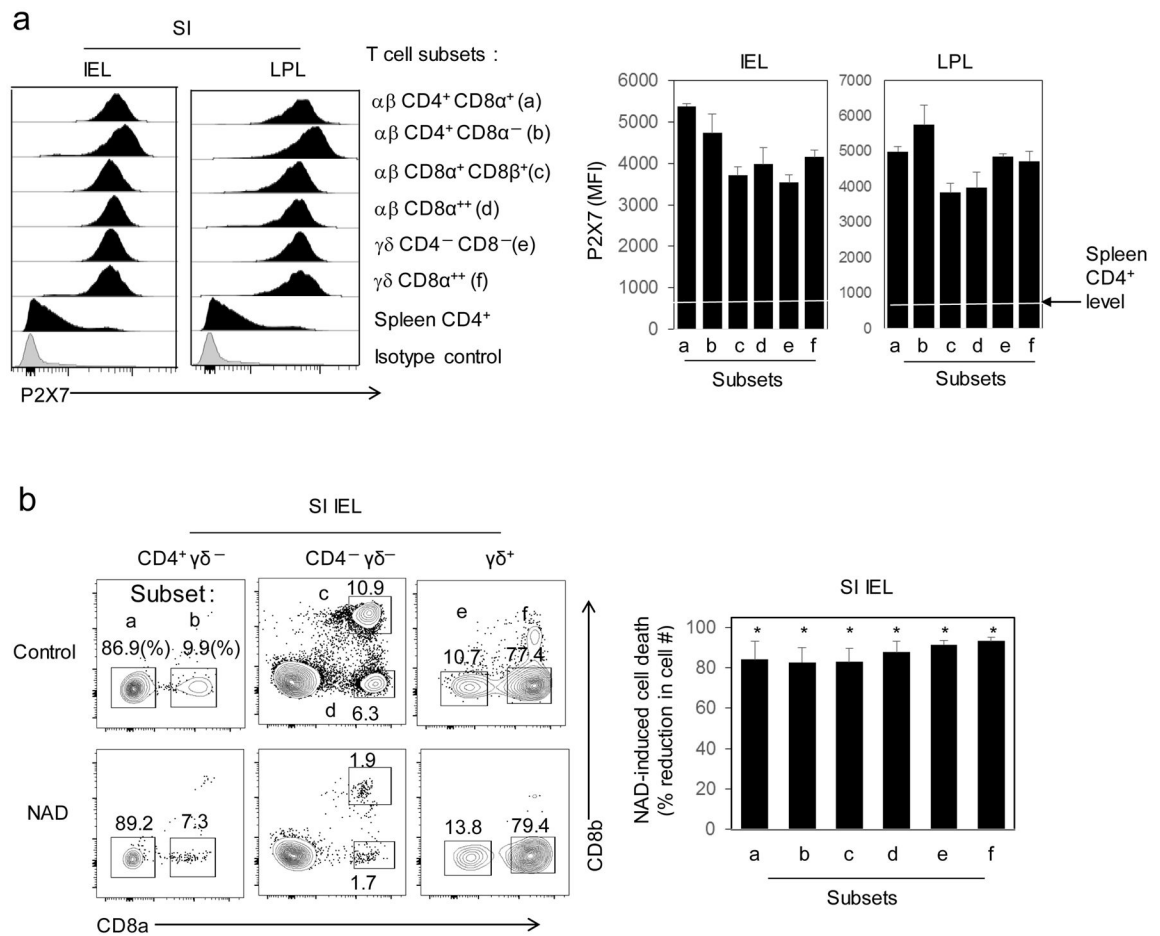 a
SI
IEL
LPL
T cell subsets :
αβ CD4⁺ CD8α⁺ (a)
αβ CD4⁺ CD8α⁻ (b)
αβ CD8α⁺ CD8β⁺(c)
αβ CD8α⁺⁺ (d)
γδ CD4⁻ CD8⁻(e)
γδ CD8α⁺⁺ (f)
Spleen CD4⁺
Isotype control
P2X7
IEL
P2X7 (MFI)
6000
5000
4000
3000
2000
1000
0
a b c d e f
Subsets
LPL
7000
6000
5000
4000
3000
2000
1000
0
a b c d e f
Subsets
Spleen
CD4⁺
level
b
SI IEL
CD4⁺ γδ⁻
CD4⁻ γδ⁻
γδ⁺
Control
Subset :
a b
86.9(%) 9.9(%)
c 10.9
d 6.3
e f
10.7 77.4
NAD
89.2 7.3
1.9
1.7
13.8 79.4
CD8b
CD8a
SI IEL
NAD-induced cell death
(% reduction in cell #)
100
80
60
40
20
0
* * * * * *
a b c d e f
Subsets